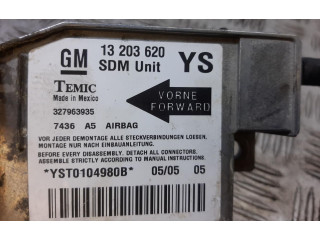 GM 13 203 620 YS
SDM Unit
TEMIC
Made in Mexico
327963935
VORNE
FORWARD
7436 A5 AIRBAG
VOR JEDER DEMONTAGE ALLE STECKVERBINDUNGEN LOESEN.
MONTAGE NUR NACH EINBAUANLEITUNG.
BEFORE EVERY DISASSEMBLY DISCONNECT ALL CONNECTORS.
ASSEMBLE STRICTLY ACCORDING TO MANUAL INSTRUCTIONS.
*YST0104980B* 05/05 05